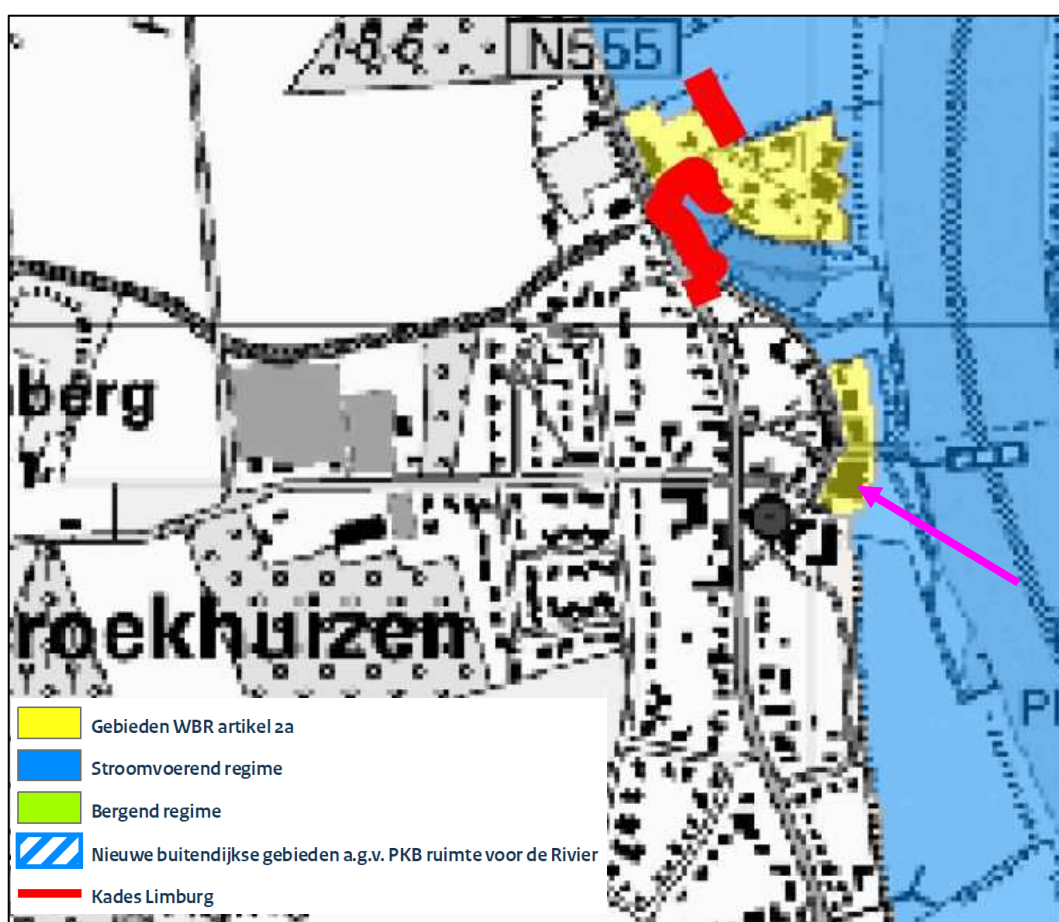 N555
berg
roekhuizen
P
Gebieden WBR artikel 2a
Stroomvoerend regime
Bergend regime
Nieuwe buitendijkse gebieden a.g.v. PKB ruimte voor de Rivier
Kades Limburg